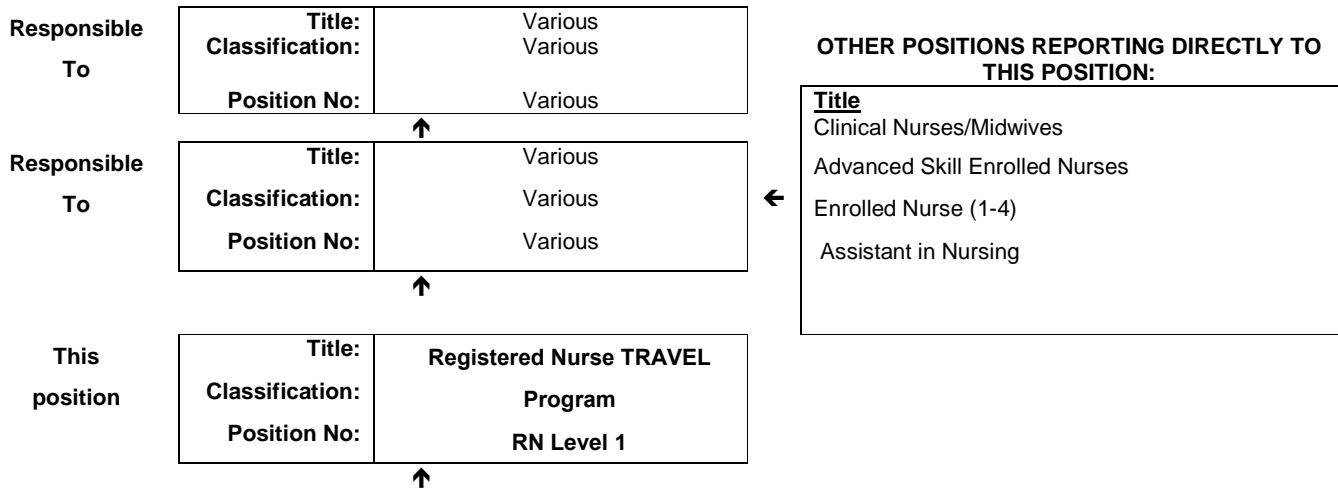 Responsible
To
Title: Various
Classification: Various
Position No: Various
Responsible
To
Title: Various
Classification: Various
Position No: Various
This
position
Title: Registered Nurse TRAVEL
Classification: Program
Position No: RN Level 1
OTHER POSITIONS REPORTING DIRECTLY TO
THIS POSITION:
Title
Clinical Nurses/Midwives
Advanced Skill Enrolled Nurses
Enrolled Nurse (1-4)
Assistant in Nursing